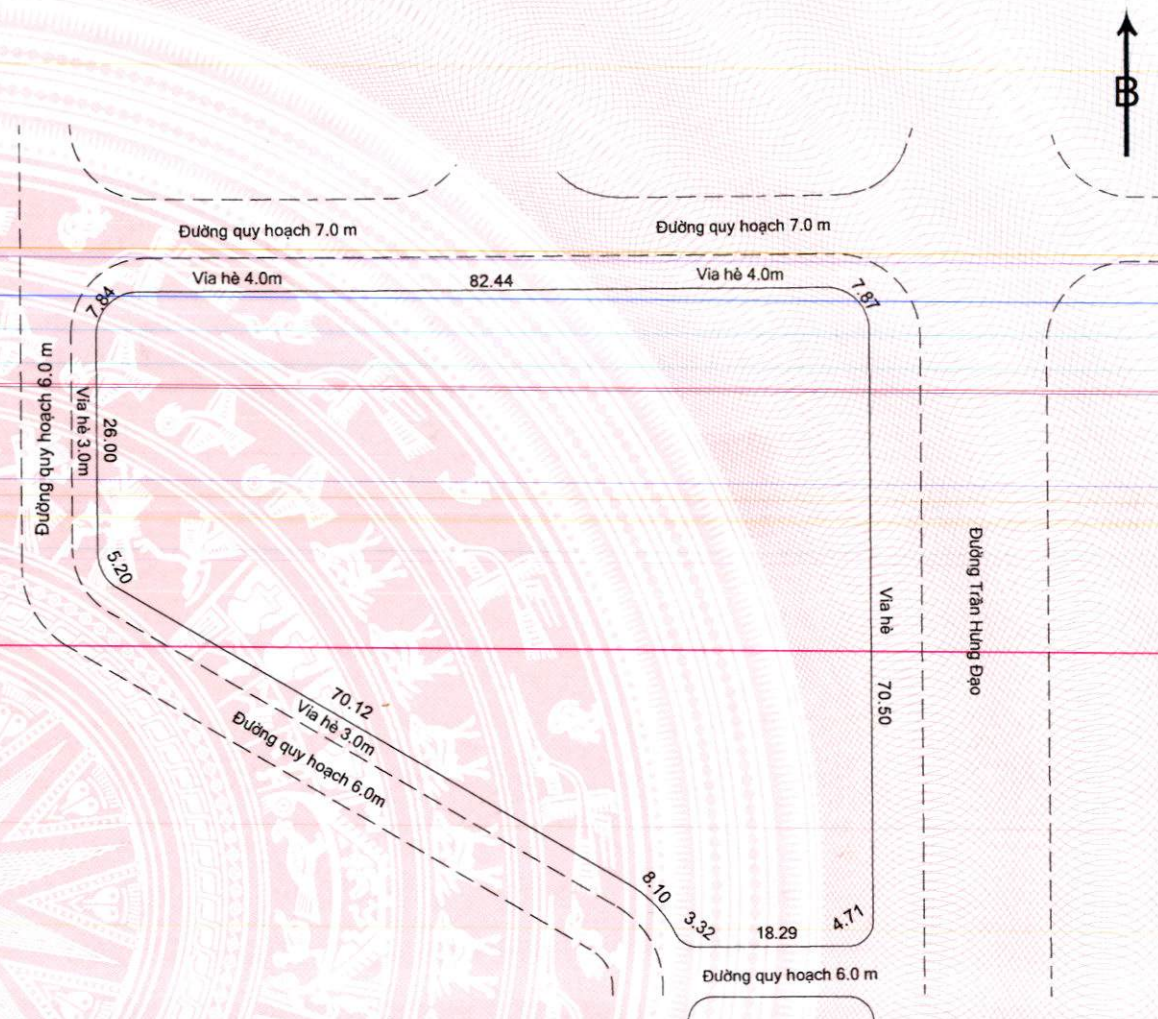 B
Đường quy hoạch 7.0 m
Đường quy hoạch 7.0 m
Vỉa hè 4.0m
82.44
Vỉa hè 4.0m
7.84
7.87
Đường quy hoạch 6.0 m
Vỉa hè 3.0m
26.00
5.20
Vỉa hè
70.50
Đường Trần Hưng Đạo
70.12
Vỉa hè 3.0m
Đường quy hoạch 6.0m
8.10
3.32
18.29
4.71
Đường quy hoạch 6.0 m